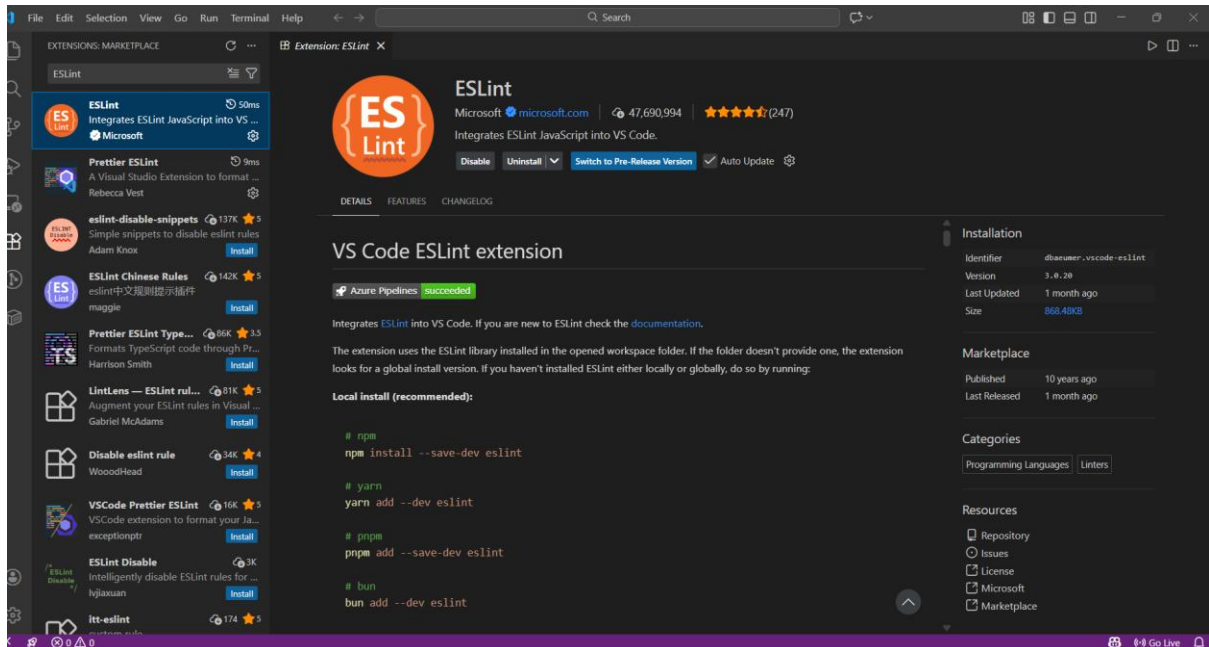 File Edit Selection View Go Run Terminal Help
Search
EXTENSIONS: MARKETPLACE
ESLint
ESLint 50ms
Integrates ESLint JavaScript into VS ...
Microsoft
Prettier ESLint 9ms
A Visual Studio Extension to format ...
Rebecca Vest
eslint-disable-snippets 137K 5
Simple snippets to disable eslint rules
Adam Knox Install
ESLint Chinese Rules 142K 5
eslint中文规则提示插件
maggie Install
Prettier ESLint Type... 86K 3.5
Formats TypeScript code through Pr...
Harrison Smith Install
LintLens — ESLint rul... 81K 5
Augment your ESLint rules in Visual ...
Gabriel McAdams Install
Disable eslint rule 34K 4
WooodHead Install
VSCode Prettier ESLint 16K 5
VSCode extension to format your Ja...
exceptionptr Install
ESLint Disable 3K
Intelligently disable ESLint rules for ...
lvjiaxuan Install
itt-eslint 174 5
custom rule
Extension: ESLint
ES
Lint
ESLint
Microsoft microsoft.com 47,690,994 (247)
Integrates ESLint JavaScript into VS Code.
Disable Uninstall Switch to Pre-Release Version Auto Update
DETAILS FEATURES CHANGELOG
VS Code ESLint extension
Azure Pipelines succeeded
Integrates ESLint into VS Code. If you are new to ESLint check the documentation.
The extension uses the ESLint library installed in the opened workspace folder. If the folder doesn't provide one, the extension
looks for a global install version. If you haven't installed ESLint either locally or globally, do so by running:
Local install (recommended):
# npm
npm install --save-dev eslint
# yarn
yarn add --dev eslint
# pnpm
pnpm add --save-dev eslint
# bun
bun add --dev eslint
Installation
Identifier dbaeumer.vscode-eslint
Version 3.0.20
Last Updated 1 month ago
Size 868.48KB
Marketplace
Published 10 years ago
Last Released 1 month ago
Categories
Programming Languages Linters
Resources
Repository
Issues
License
Microsoft
Marketplace
0 0
Go Live